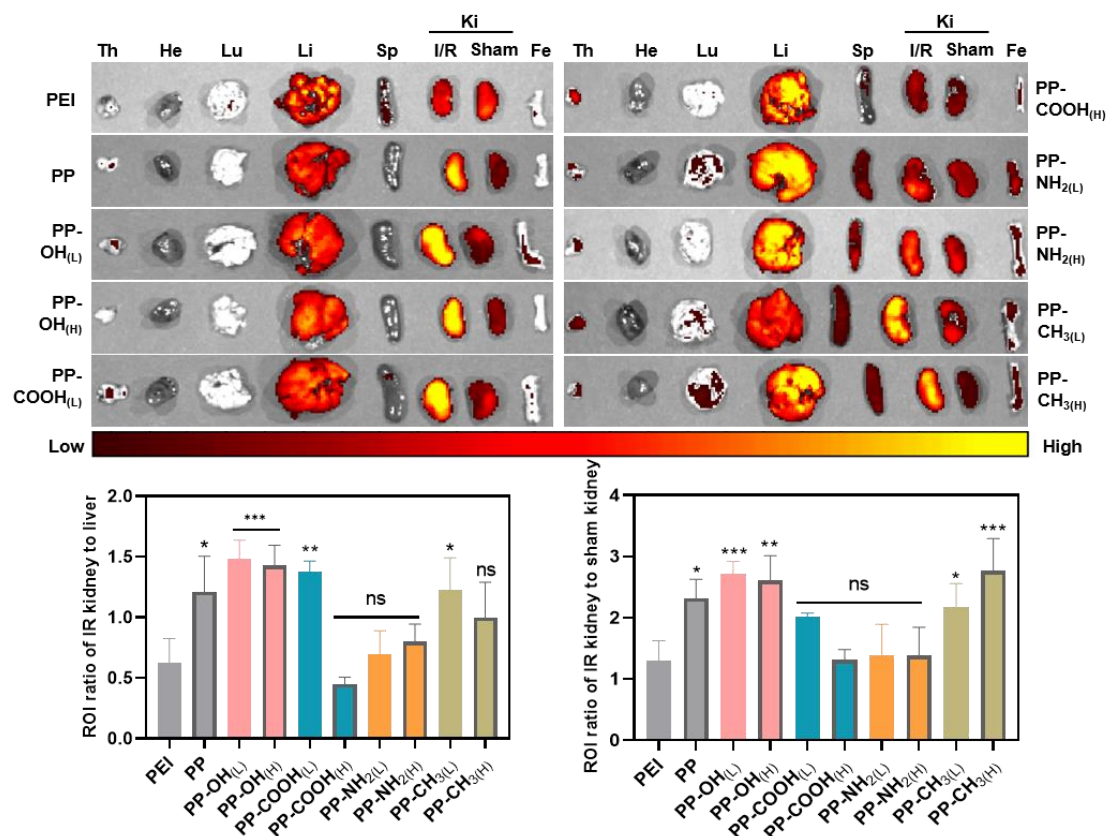 Ki
Ki
Th He Lu Li Sp I/R Sham Fe
Th He Lu Li Sp I/R Sham Fe
PEI
PP
PP-
OH(L)
PP-
OH(H)
PP-
COOH(L)
PP-
COOH(H)
PP-
NH2(L)
PP-
NH2(H)
PP-
CH3(L)
PP-
CH3(H)
Low
High
ROI ratio of IR kidney to liver
2.0
1.5
1.0
0.5
0.0
*
***
**
ns
*
ns
PEI
PP
PP-OH(L)
PP-OH(H)
PP-COOH(L)
PP-COOH(H)
PP-NH2(L)
PP-NH2(H)
PP-CH3(L)
PP-CH3(H)
ROI ratio of IR kidney to sham kidney
4
3
2
1
0
*
***
**
ns
*
***
PEI
PP
PP-OH(L)
PP-OH(H)
PP-COOH(L)
PP-COOH(H)
PP-NH2(L)
PP-NH2(H)
PP-CH3(L)
PP-CH3(H)